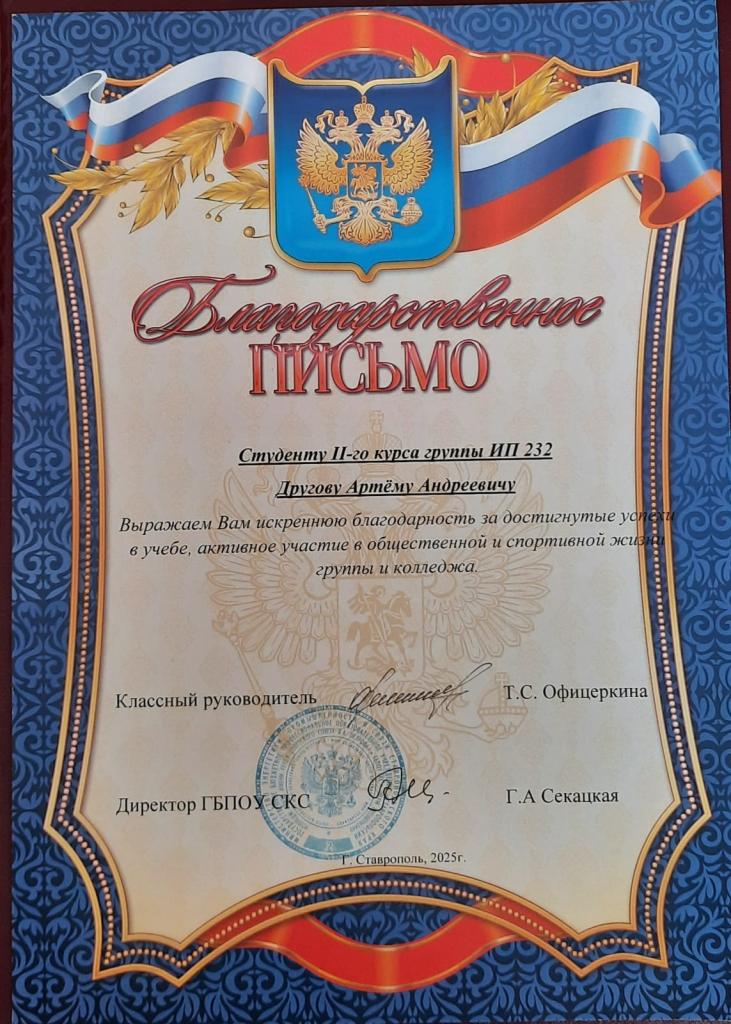 Благодарственное
ПИСЬМО
Студенту II-го курса группы ИП 232
Другову Артёму Андреевичу
Выражаем Вам искреннюю благодарность за достигнутые успехи
в учебе, активное участие в общественной и спортивной жизни
группы и колледжа.
Классный руководитель Т.С. Офицеркина
Директор ГБПОУ СКС Г.А Секацкая
Г. Ставрополь, 2025г.